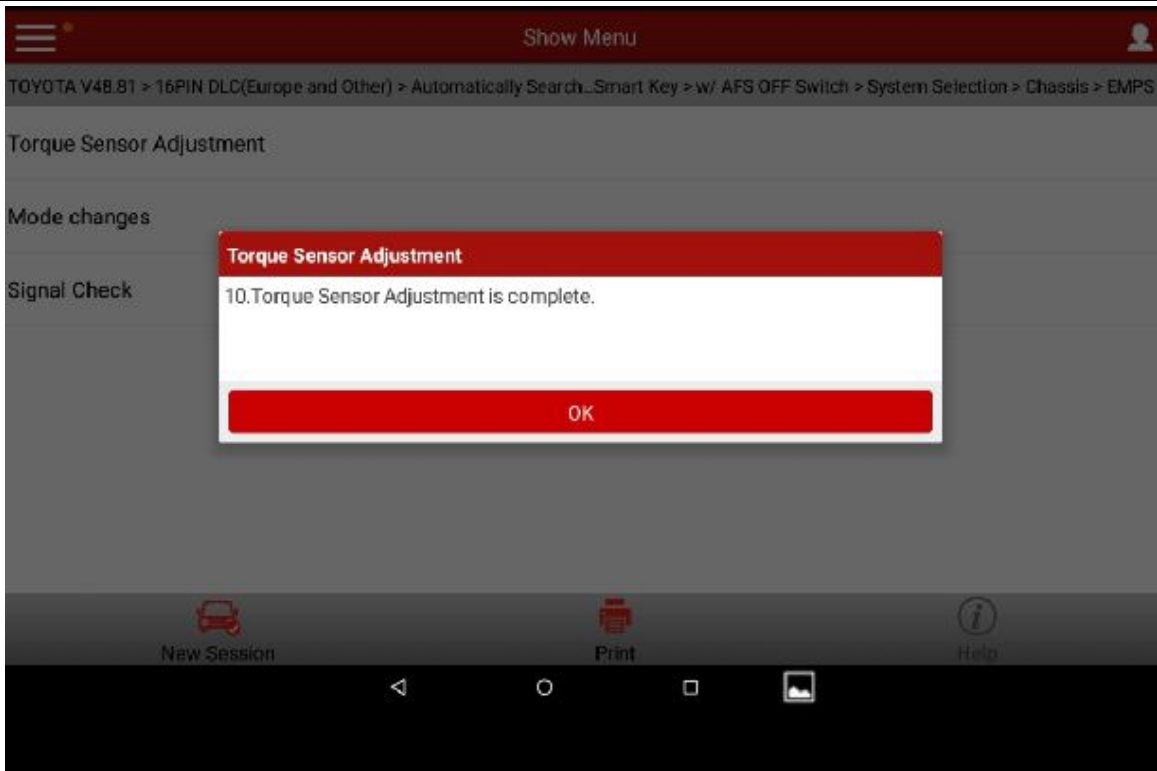 Show Menu
TOYOTA V48.81 > 16PIN DLC(Europe and Other) > Automatically Search...Smart Key > w/ AFS OFF Switch > System Selection > Chassis > EMPS
Torque Sensor Adjustment
Mode changes
Torque Sensor Adjustment
Signal Check
10.Torque Sensor Adjustment is complete.
OK
New Session
Print
Help